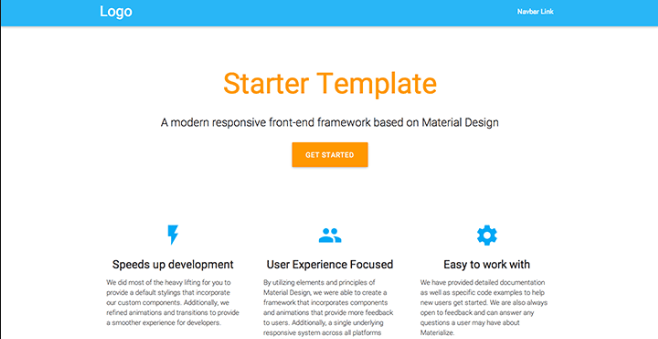 Logo
Navbar Link
Starter Template
A modern responsive front-end framework based on Material Design
GET STARTED
Speeds up development
We did most of the heavy lifting for you to
provide a default stylings that incorporate
our custom components. Additionally, we
refined animations and transitions to provide
a smoother experience for developers.
User Experience Focused
By utilizing elements and principles of
Material Design, we were able to create a
framework that incorporates components
and animations that provide more feedback
to users. Additionally, a single underlying
responsive system across all platforms
Easy to work with
We have provided detailed documentation
as well as specific code examples to help
new users get started. We are also always
open to feedback and can answer any
questions a user may have about
Materialize.